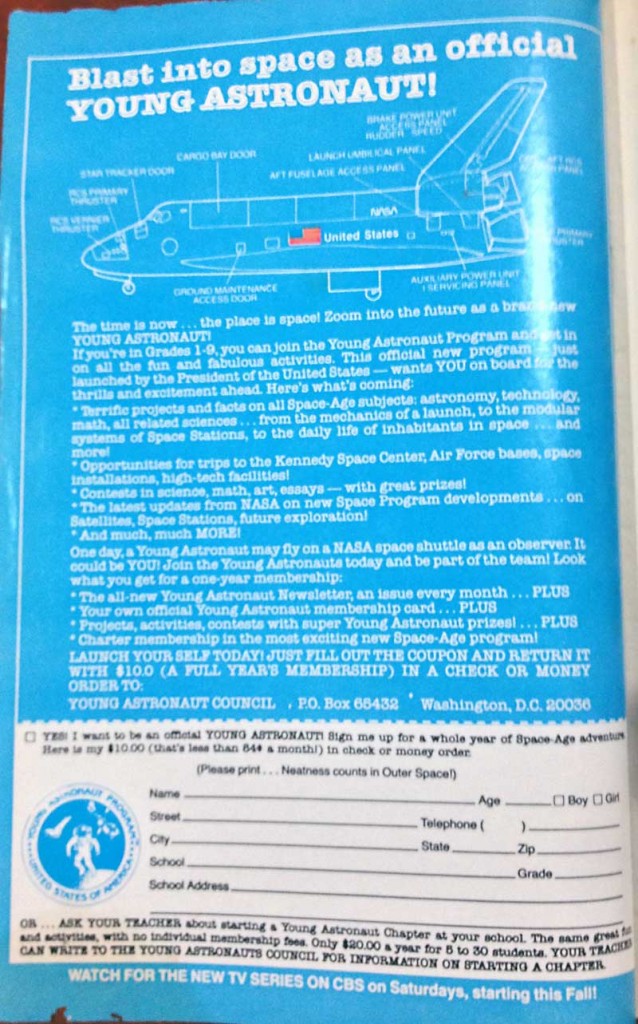 Blast into space as an official
YOUNG ASTRONAUT!
BRAKE POWER UNIT
ACCESS PANEL
RUDDER SPEED
CARGO BAY DOOR
LAUNCH UMBILICAL PANEL
STAR TRACKER DOOR
AFT FUSELAGE ACCESS PANEL
RCS PRIMARY
THRUSTER
RCS VERNIER
THRUSTER
NASA
United States
PRIMARY
GROUND MAINTENANCE
ACCESS DOOR
AUXILIARY POWER UNIT
SERVICING PANEL
The time is now ... the place is space! Zoom into the future as a brand new
YOUNG ASTRONAUT!
If you're in Grades 1-9, you can join the Young Astronaut Program and get in
on all the fun and fabulous activities. This official new program — just
launched by the President of the United States — wants YOU on board for the
thrills and excitement ahead. Here's what's coming:
* Terrific projects and facts on all Space-Age subjects: astronomy, technology,
math, all related sciences ... from the mechanics of a launch, to the modular
systems of Space Stations, to the daily life of inhabitants in space ... and
more!
* Opportunities for trips to the Kennedy Space Center, Air Force bases, space
installations, high-tech facilities!
* Contests in science, math, art, essays — with great prizes!
* The latest updates from NASA on new Space Program developments ... on
Satellites, Space Stations, future exploration!
* And much, much MORE!
One day, a Young Astronaut may fly on a NASA space shuttle as an observer. It
could be YOU! Join the Young Astronauts today and be part of the team! Look
what you get for a one-year membership:
* The all-new Young Astronaut Newsletter, an issue every month ... PLUS
* Your own official Young Astronaut membership card ... PLUS
* Projects, activities, contests with super Young Astronaut prizes! ... PLUS
* Charter membership in the most exciting new Space-Age program!
LAUNCH YOUR SELF TODAY! JUST FILL OUT THE COUPON AND RETURN IT
WITH $10.0 (A FULL YEAR'S MEMBERSHIP) IN A CHECK OR MONEY
ORDER TO:
YOUNG ASTRONAUT COUNCIL P.O. Box 65432 Washington, D.C. 20036
YES! I want to be an official YOUNG ASTRONAUT! Sign me up for a whole year of Space-Age adventure
Here is my $10.00 (that's less than 84¢ a month!) in check or money order.
(Please print ... Neatness counts in Outer Space!)
Name Age Boy Girl
Street Telephone ( )
City State Zip
School Grade
School Address
YOUNG ASTRONAUT PROGRAM
UNITED STATES OF AMERICA
OR ... ASK YOUR TEACHER about starting a Young Astronaut Chapter at your school. The same great fun
and activities, with no individual membership fees. Only $20.00 a year for 5 to 30 students. YOUR TEACHER
CAN WRITE TO THE YOUNG ASTRONAUTS COUNCIL FOR INFORMATION ON STARTING A CHAPTER.
WATCH FOR THE NEW TV SERIES ON CBS on Saturdays, starting this Fall!